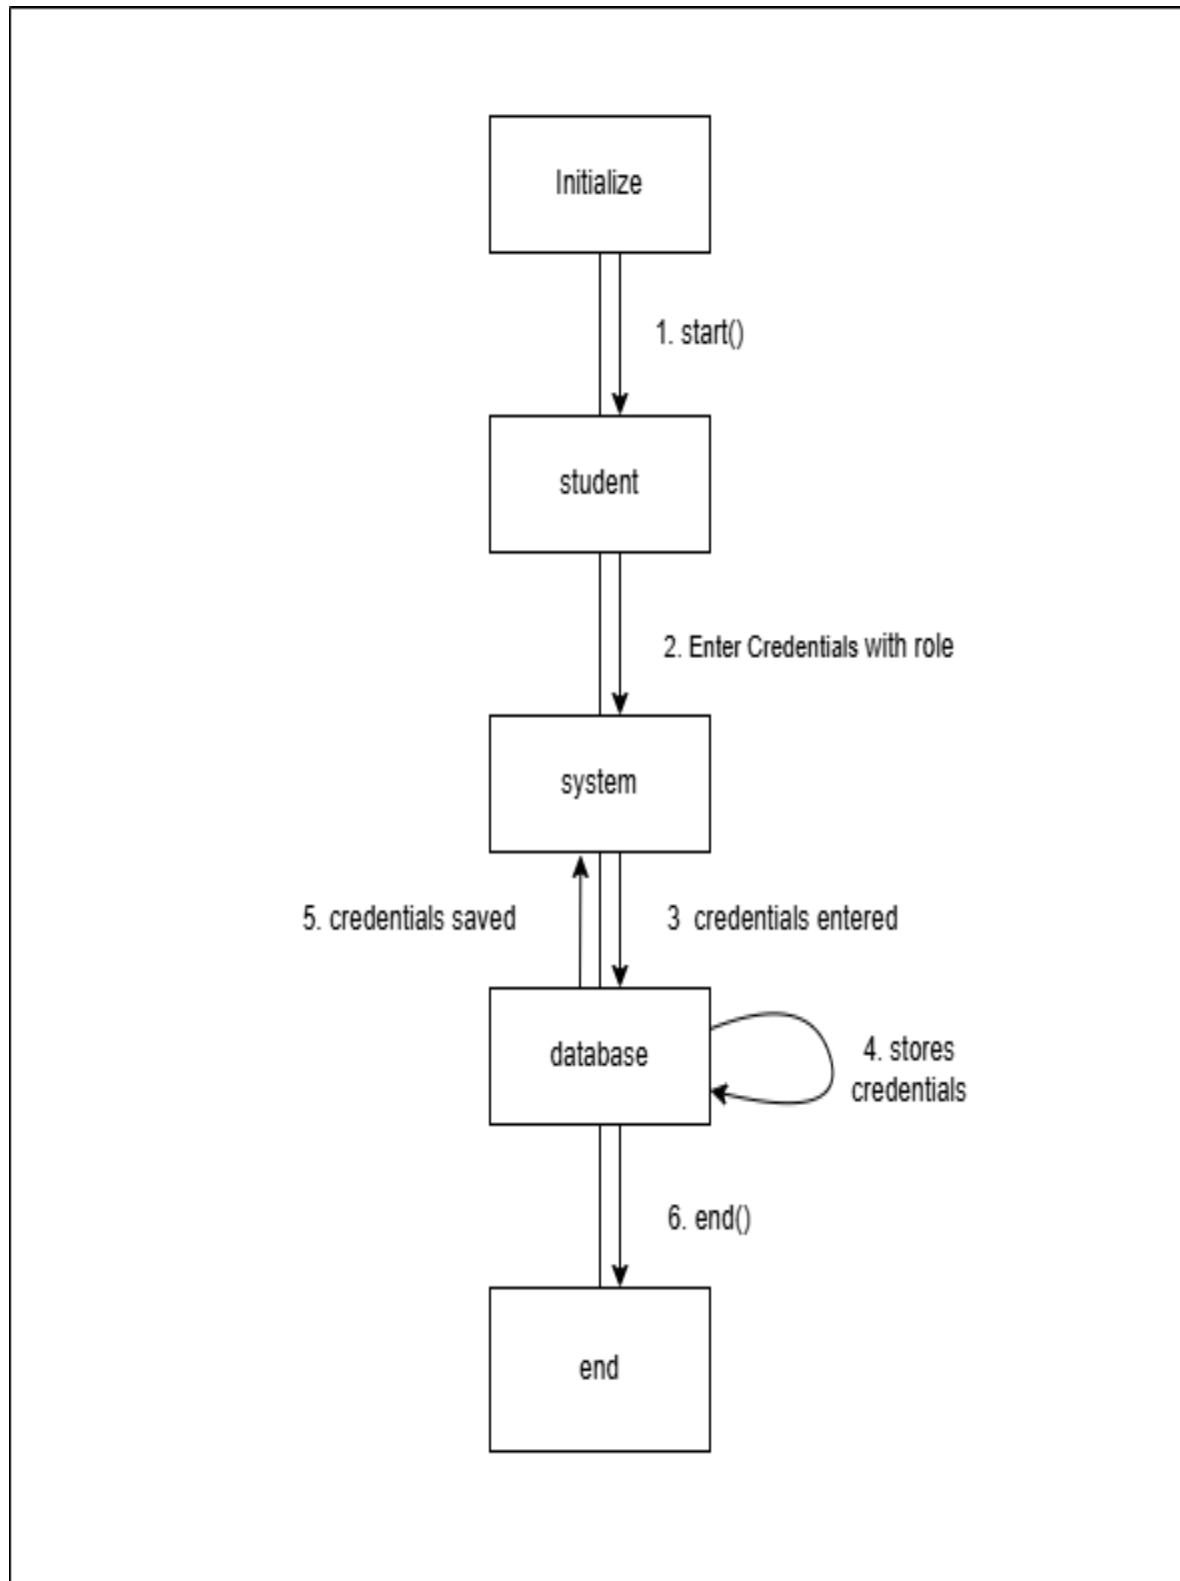 Initialize
1. start()
student
2. Enter Credentials with role
system
5. credentials saved
3 credentials entered
database
4. stores
credentials
6. end()
end